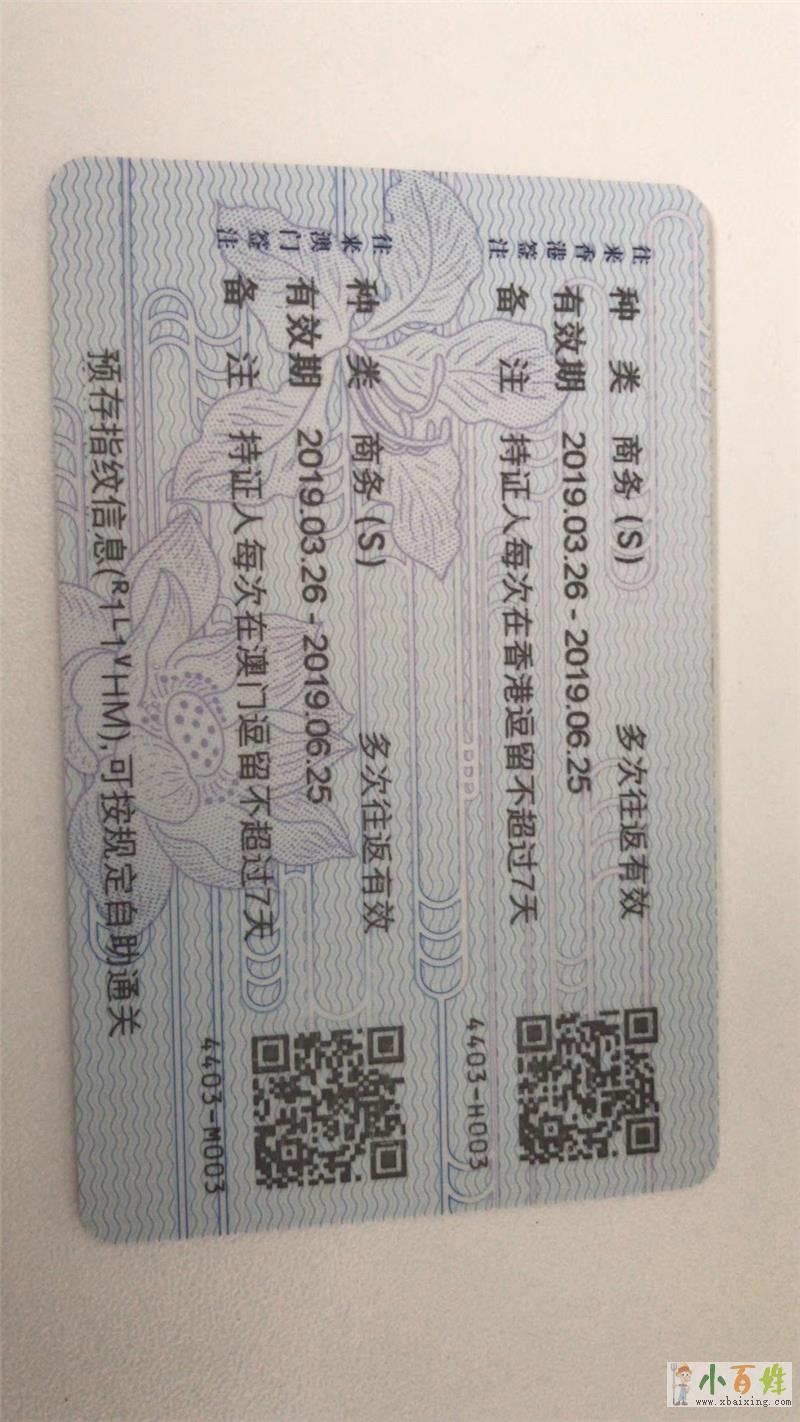 往来香港签注
种 类 商务 (S) 多次往返有效
有效期 2019.03.26 - 2019.06.25
备 注 持证人每次在香港逗留不超过7天
4403-H003
往来澳门签注
种 类 商务 (S) 多次往返有效
有效期 2019.03.26 - 2019.06.25
备 注 持证人每次在澳门逗留不超过7天
4403-M003
预存指纹信息(R1L1VHM),可按规定自助通关
小百姓
www.xbaixing.com